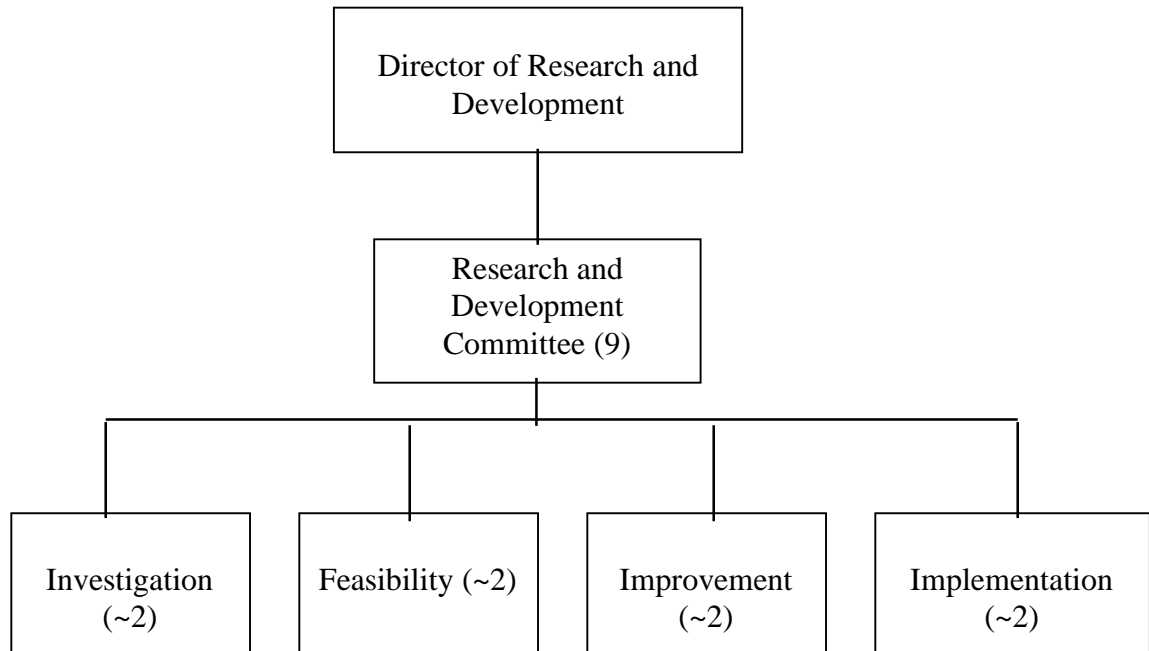 Director of Research and
Development
Research and
Development
Committee (9)
Investigation
(~2)
Feasibility (~2)
Improvement
(~2)
Implementation
(~2)